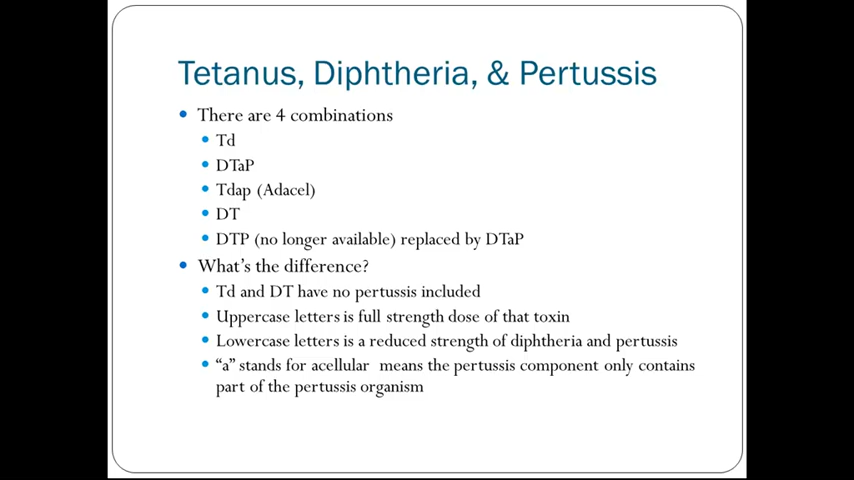 Tetanus, Diphtheria, & Pertussis
• There are 4 combinations
• Td
• DTaP
• Tdap (Adacel)
• DT
• DTP (no longer available) replaced by DTaP
• What's the difference?
• Td and DT have no pertussis included
• Uppercase letters is full strength dose of that toxin
• Lowercase letters is a reduced strength of diphtheria and pertussis
• "a" stands for acellular means the pertussis component only contains
part of the pertussis organism